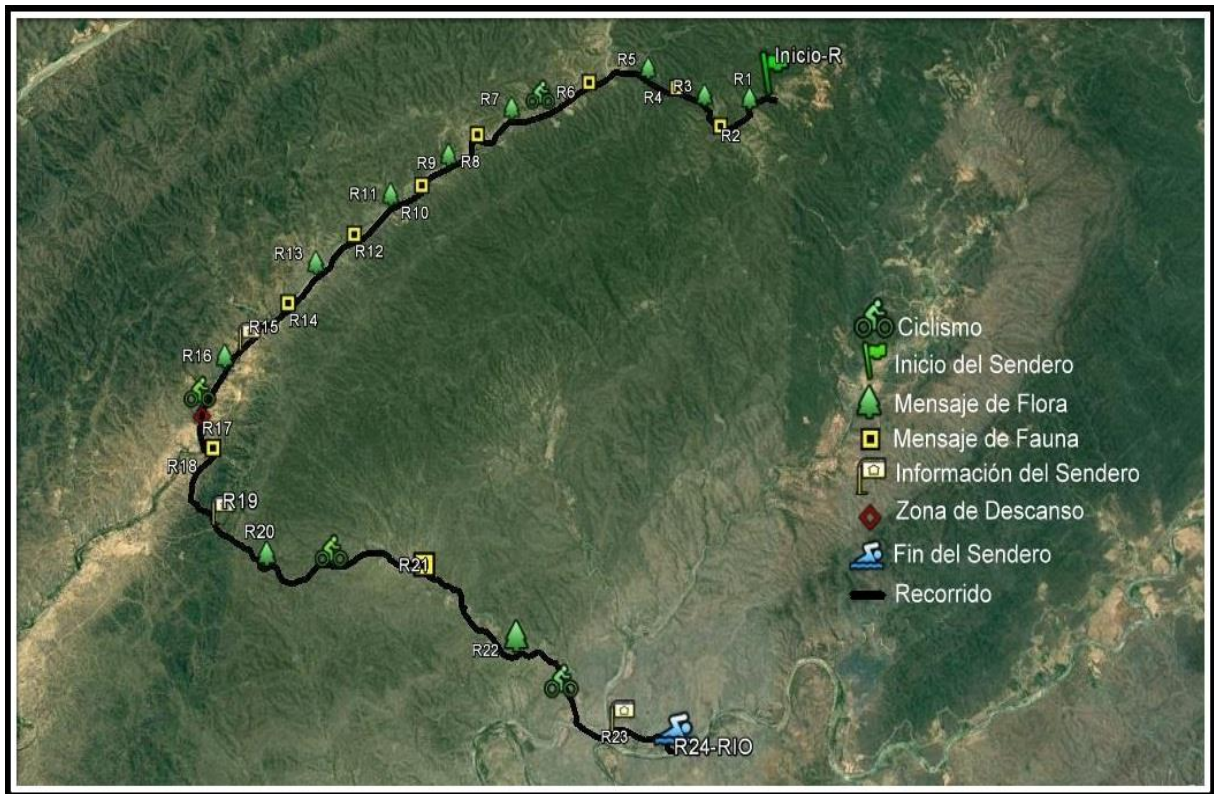 Inicio-R
R1
R2
R3
R4
R5
R6
R7
R8
R9
R10
R11
R12
R13
R14
R15
R16
R17
R18
R19
R20
R21
R22
R23
R24-RIO
Ciclismo
Inicio del Sendero
Mensaje de Flora
Mensaje de Fauna
Información del Sendero
Zona de Descanso
Fin del Sendero
Recorrido